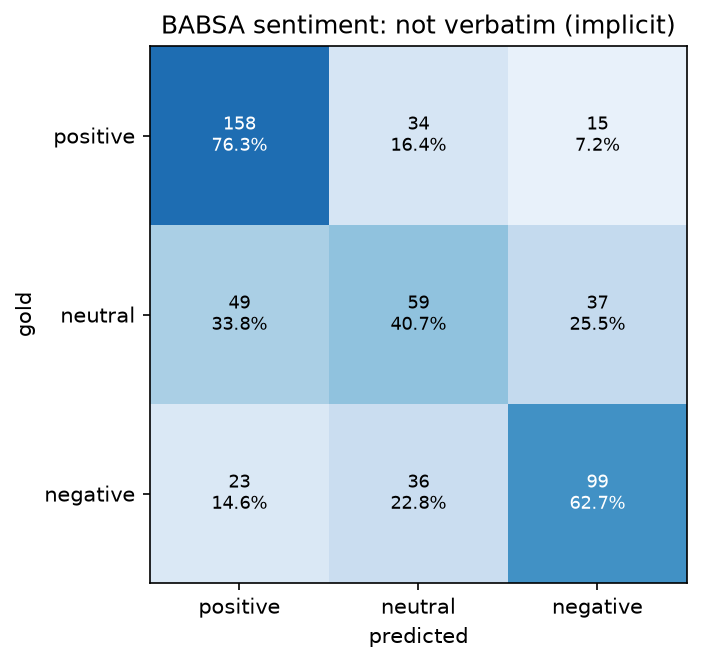 BABSA sentiment: not verbatim (implicit)
positive
158
76.3%
34
16.4%
15
7.2%
neutral
49
33.8%
59
40.7%
37
25.5%
negative
23
14.6%
36
22.8%
99
62.7%
gold
positive
neutral
negative
predicted